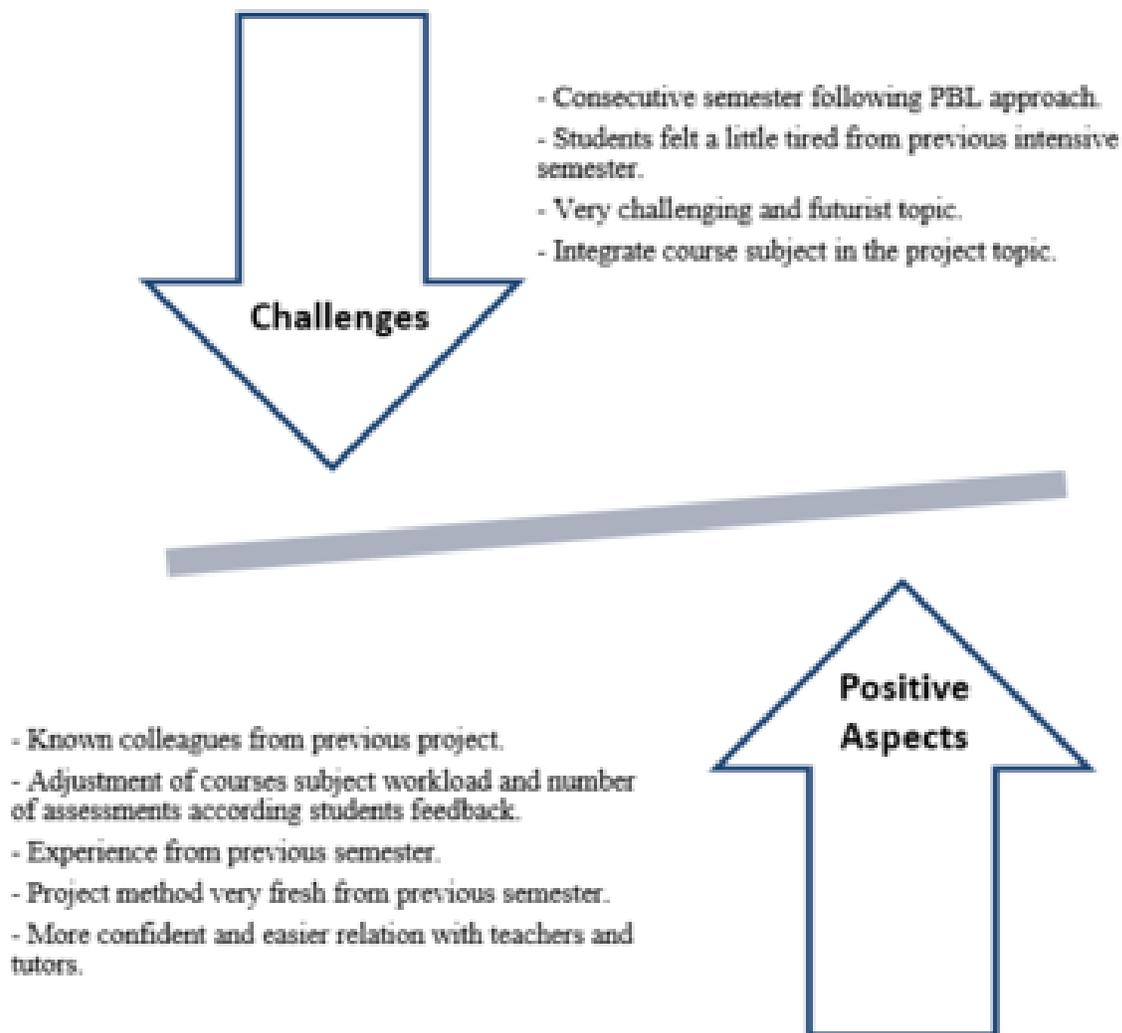 - Consecutive semester following PBL approach.
- Students felt a little tired from previous intensive
semester.
- Very challenging and futurist topic.
- Integrate course subject in the project topic.
Challenges
Positive
Aspects
- Known colleagues from previous project.
- Adjustment of courses subject workload and number
of assessments according students feedback.
- Experience from previous semester.
- Project method very fresh from previous semester.
- More confident and easier relation with teachers and
tutors.